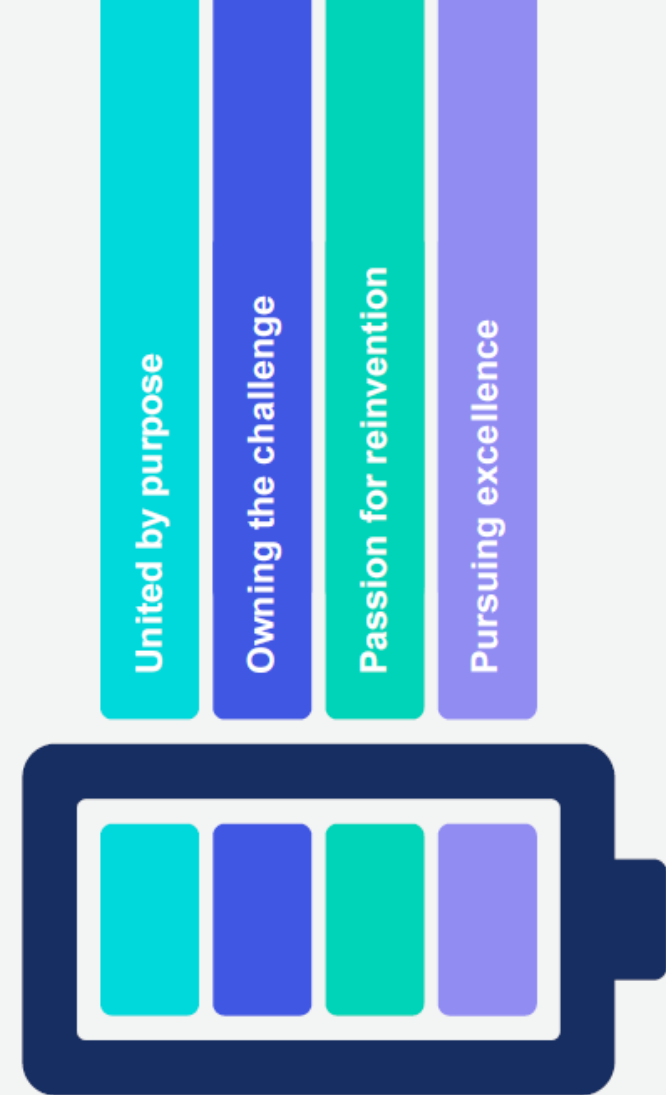 United by purpose
Owning the challenge
Passion for reinvention
Pursuing excellence